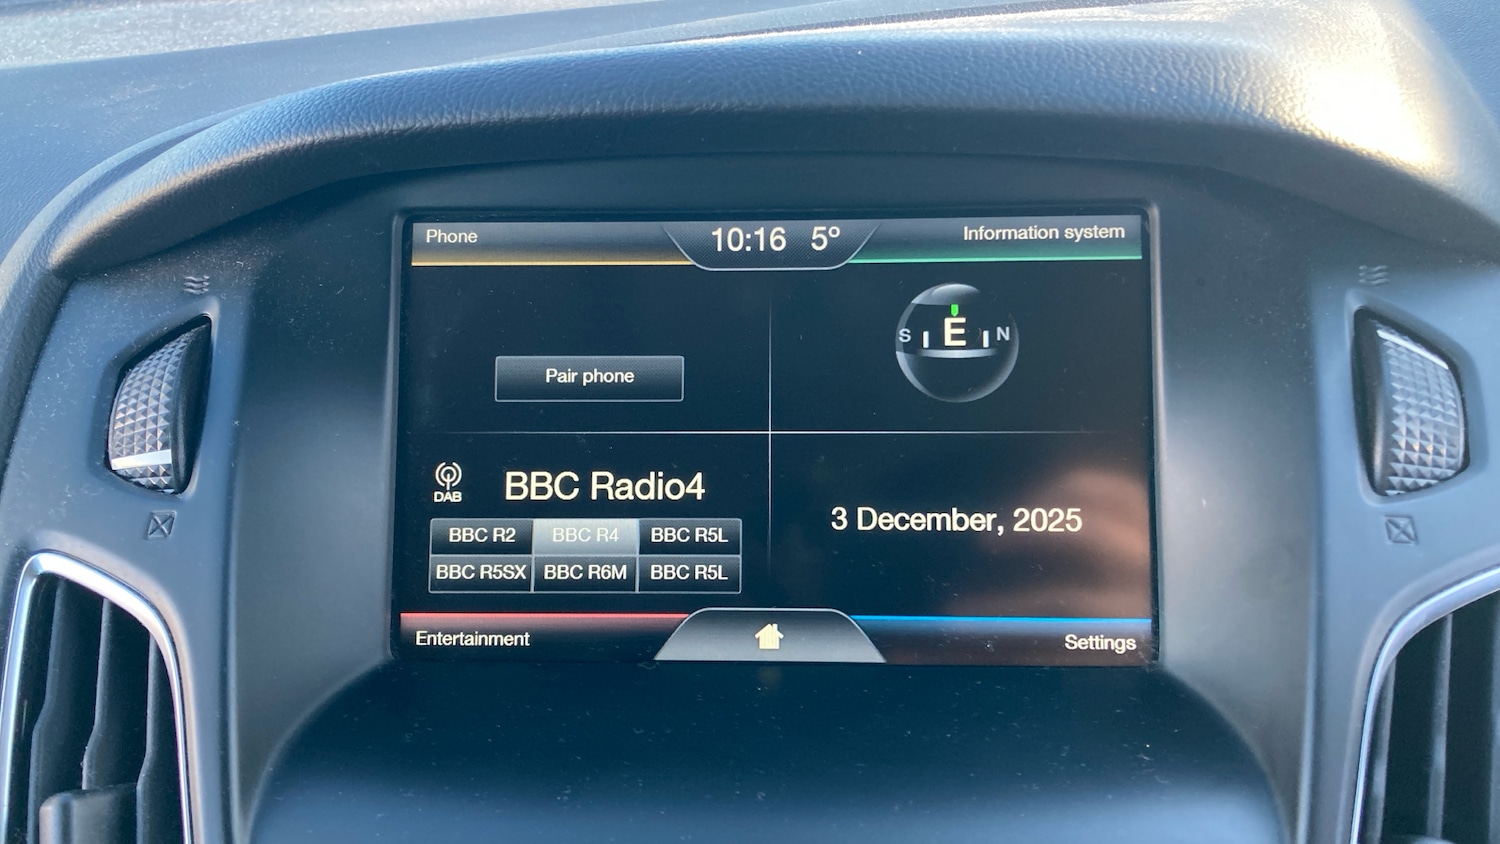 Phone
10:16 5º
Information system
S E N
Pair phone
DAB
BBC Radio4
BBC R2 BBC R4 BBC R5L
BBC R5SX BBC R6M BBC R5L
3 December, 2025
Entertainment
Settings